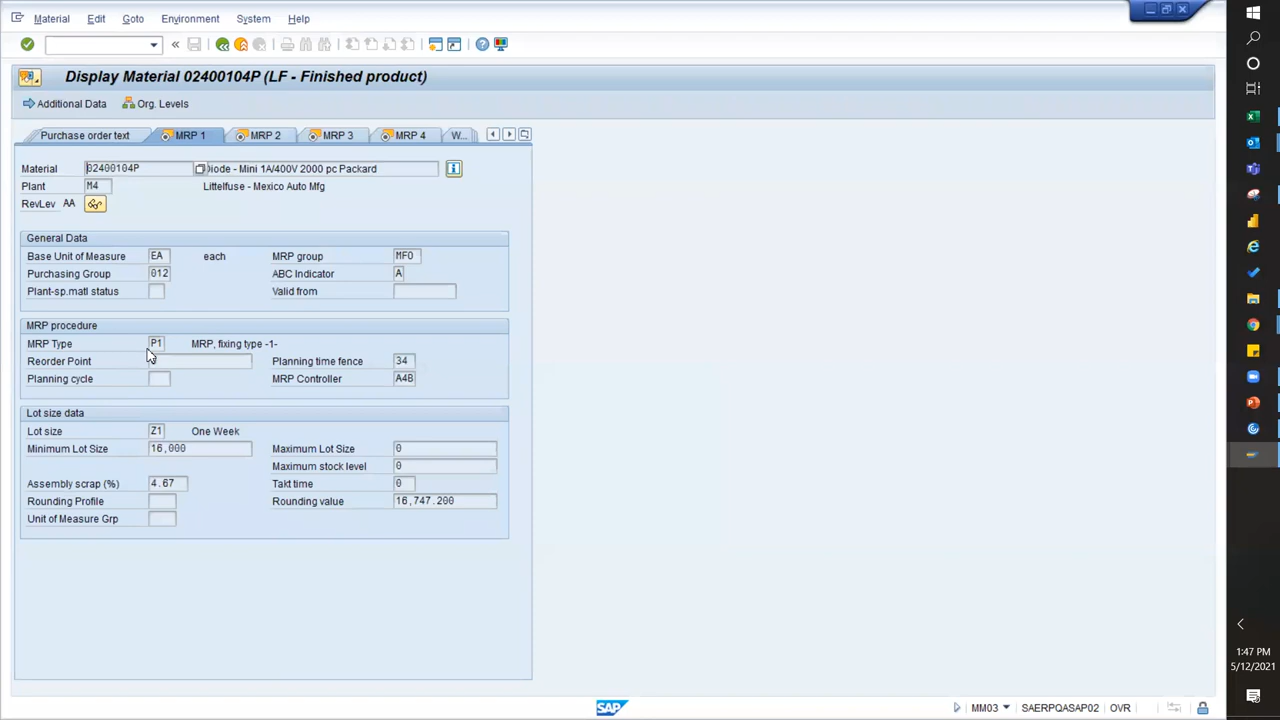 Material Edit Goto Environment System Help
Display Material 02400104P (LF - Finished product)
Additional Data Org. Levels
Purchase order text MRP 1 MRP 2 MRP 3 MRP 4 W...
Material 02400104P iode - Mini 1A/400V 2000 pc Packard
Plant M4 Littelfuse - Mexico Auto Mfg
RevLev AA
General Data
Base Unit of Measure EA each MRP group MFO
Purchasing Group 012 ABC Indicator A
Plant-sp.matl status Valid from
MRP procedure
MRP Type P1 MRP, fixing type -1-
Reorder Point Planning time fence 34
Planning cycle MRP Controller A4B
Lot size data
Lot size Z1 One Week
Minimum Lot Size 16,000 Maximum Lot Size 0
Maximum stock level 0
Assembly scrap (%) 4.67 Takt time 0
Rounding Profile Rounding value 16,747.200
Unit of Measure Grp
SAP MM03 SAERPQASAP02 OVR
1:47 PM
5/12/2021